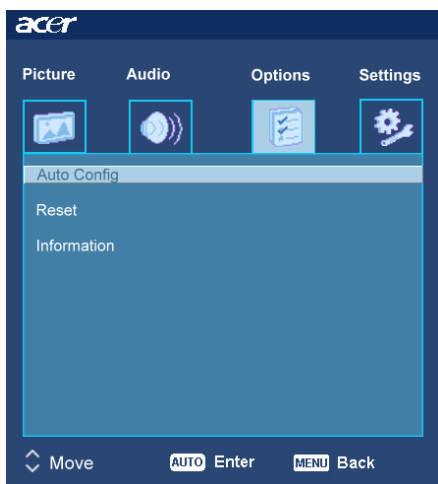 acer
Picture Audio Options Settings
Auto Config
Reset
Information
Move AUTO Enter MENU Back